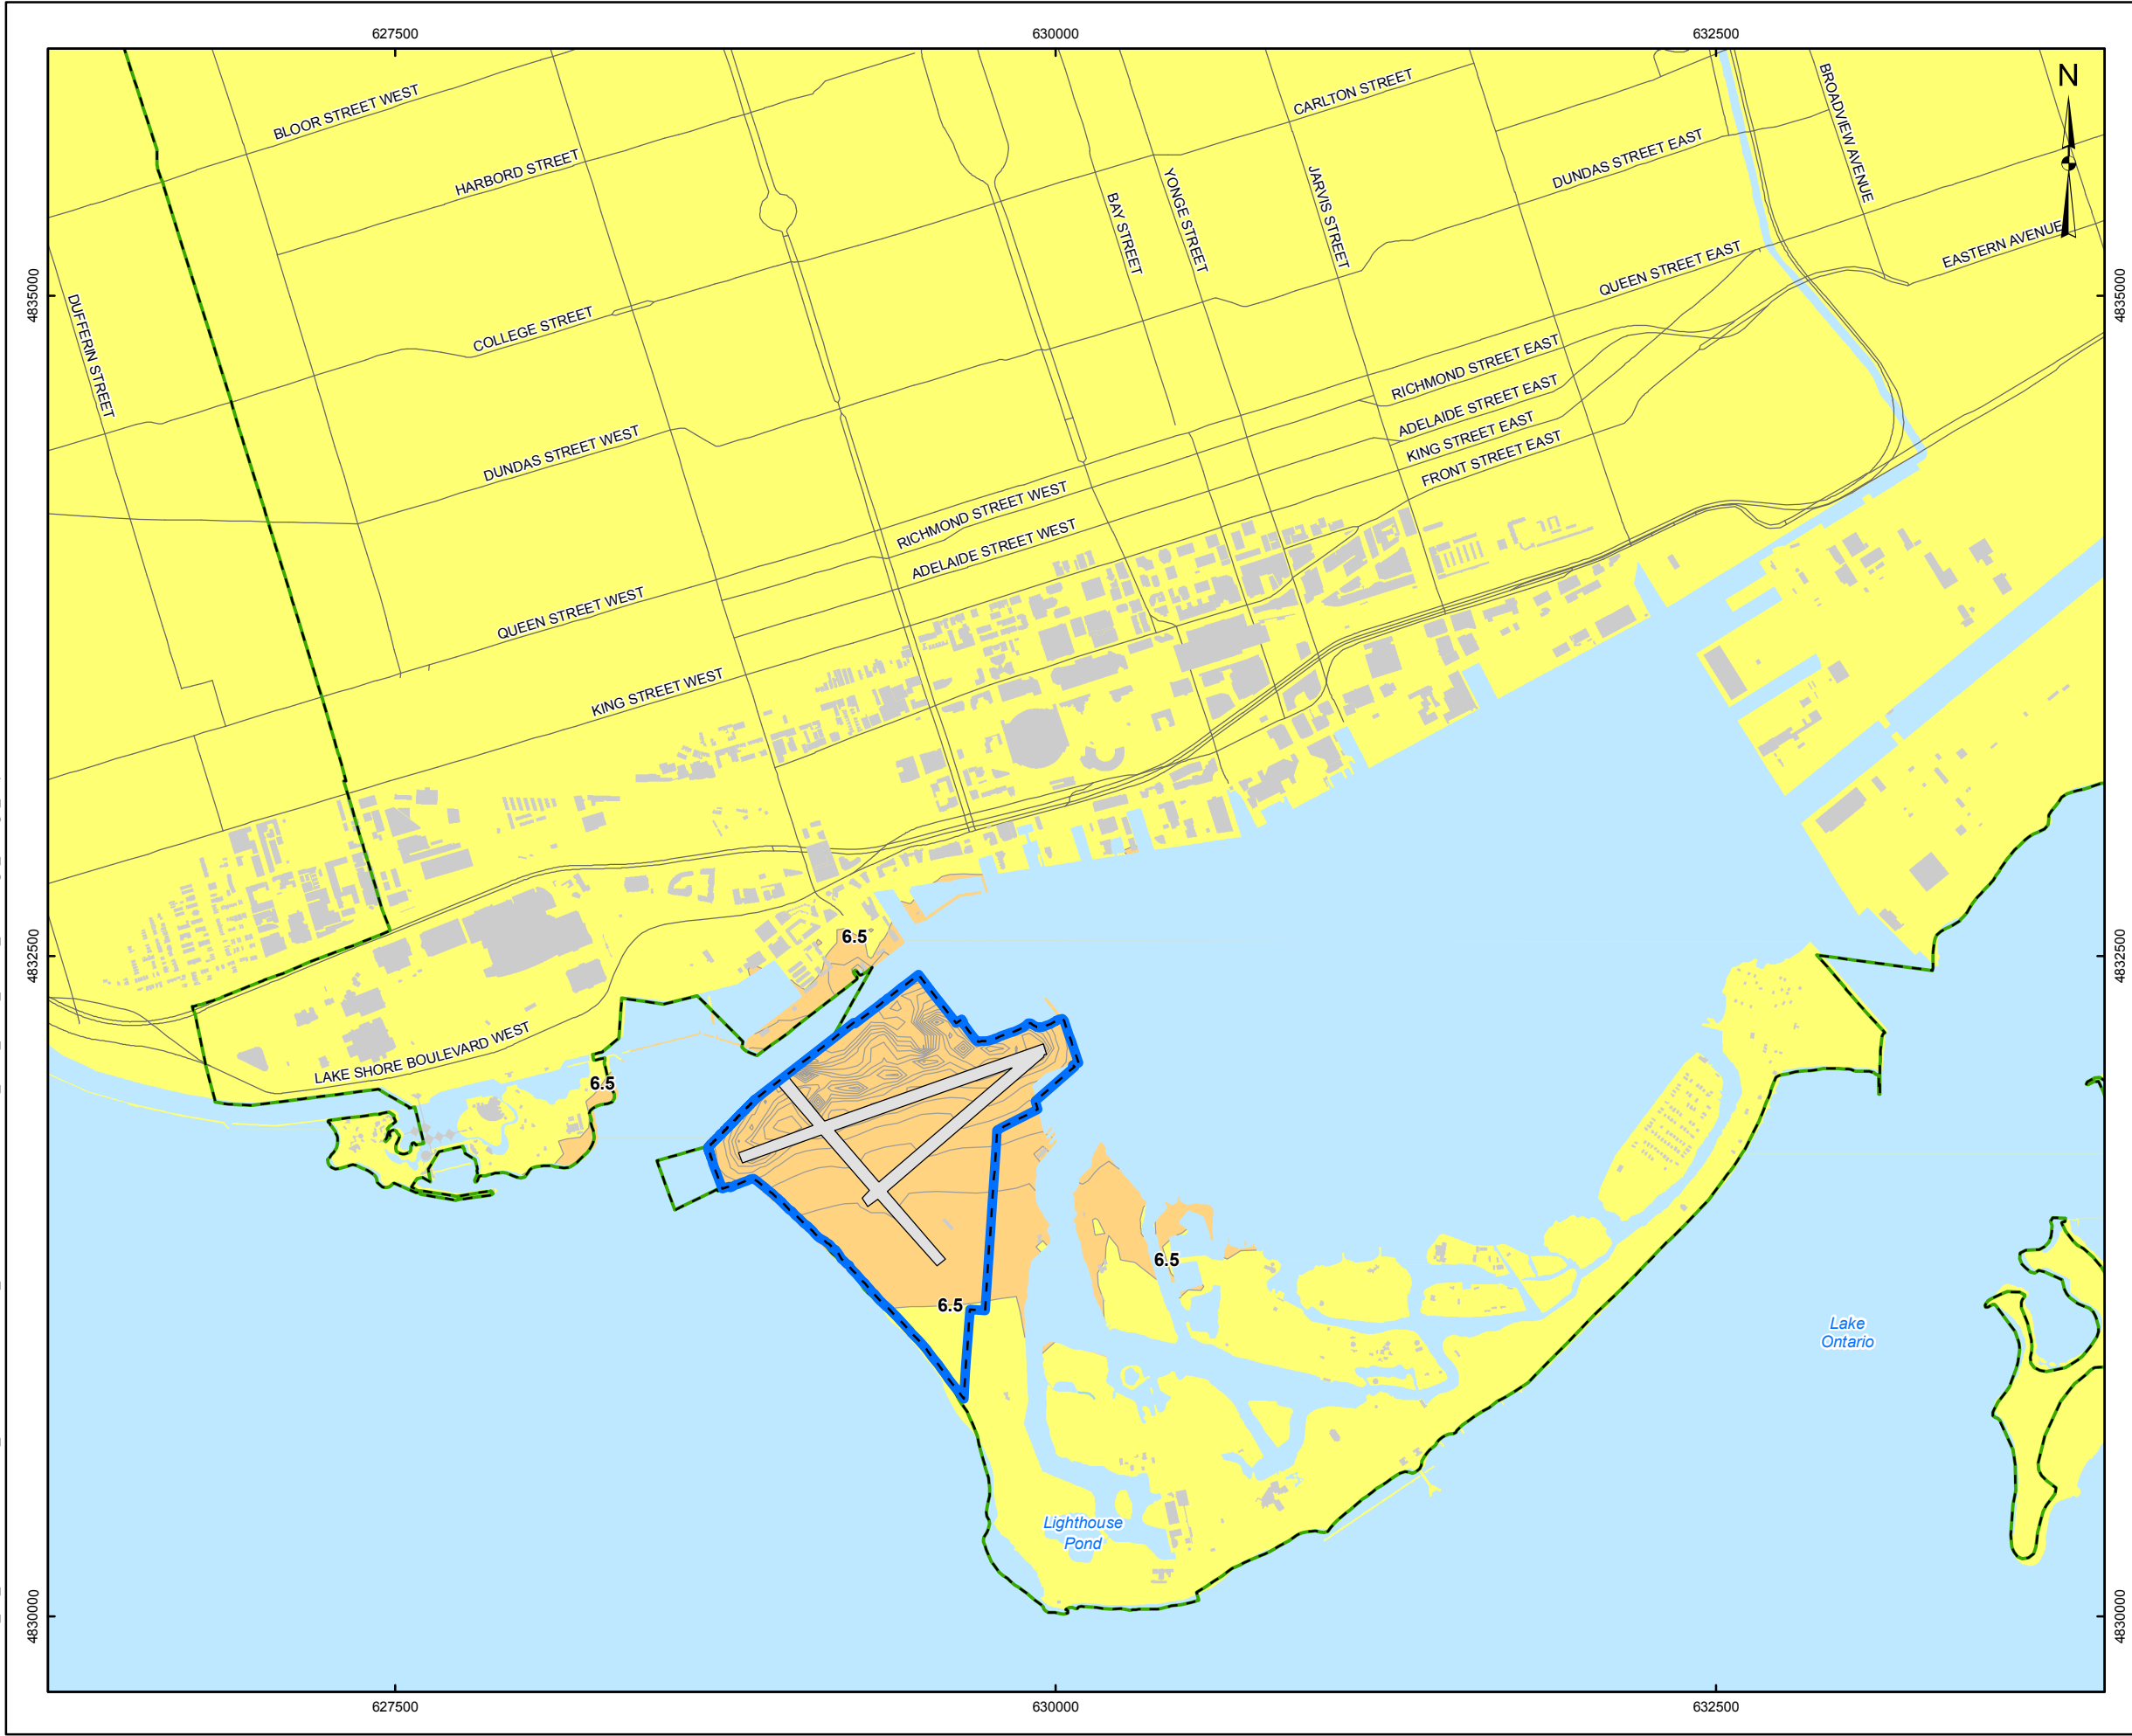 627500
630000
632500
N
BLOOR STREET WEST
HARBORD STREET
CARLTON STREET
BROADVIEW AVENUE
DUNDAS STREET EAST
YONGE STREET
JARVIS STREET
BAY STREET
QUEEN STREET EAST
EASTERN AVENUE
4835000
4835000
DUFFERIN STREET
COLLEGE STREET
RICHMOND STREET EAST
ADELAIDE STREET EAST
KING STREET EAST
FRONT STREET EAST
DUNDAS STREET WEST
RICHMOND STREET WEST
ADELAIDE STREET WEST
QUEEN STREET WEST
KING STREET WEST
6.5
4832500
4832500
LAKE SHORE BOULEVARD WEST
6.5
6.5
6.5
Lake
Ontario
Lighthouse
Pond
4830000
4830000
627500
630000
632500